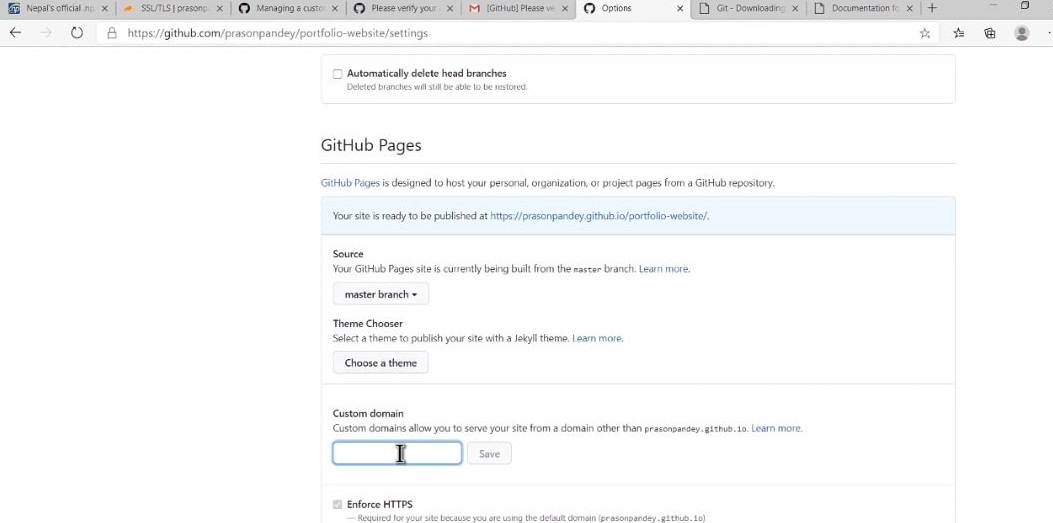 Nepal's official .np
SSL/TLS | prasonp
Managing a custo
Please verify your
[GitHub] Please ve
Options
Git - Downloading
Documentation fo
https://github.com/prasonpandey/portfolio-website/settings
Automatically delete head branches
Deleted branches will still be able to be restored.
GitHub Pages
GitHub Pages is designed to host your personal, organization, or project pages from a GitHub repository.
Your site is ready to be published at https://prasonpandey.github.io/portfolio-website/.
Source
Your GitHub Pages site is currently being built from the master branch. Learn more.
master branch
Theme Chooser
Select a theme to publish your site with a Jekyll theme. Learn more.
Choose a theme
Custom domain
Custom domains allow you to serve your site from a domain other than prasonpandey.github.io. Learn more.
Save
Enforce HTTPS
— Required for your site because you are using the default domain (prasonpandey.github.io)